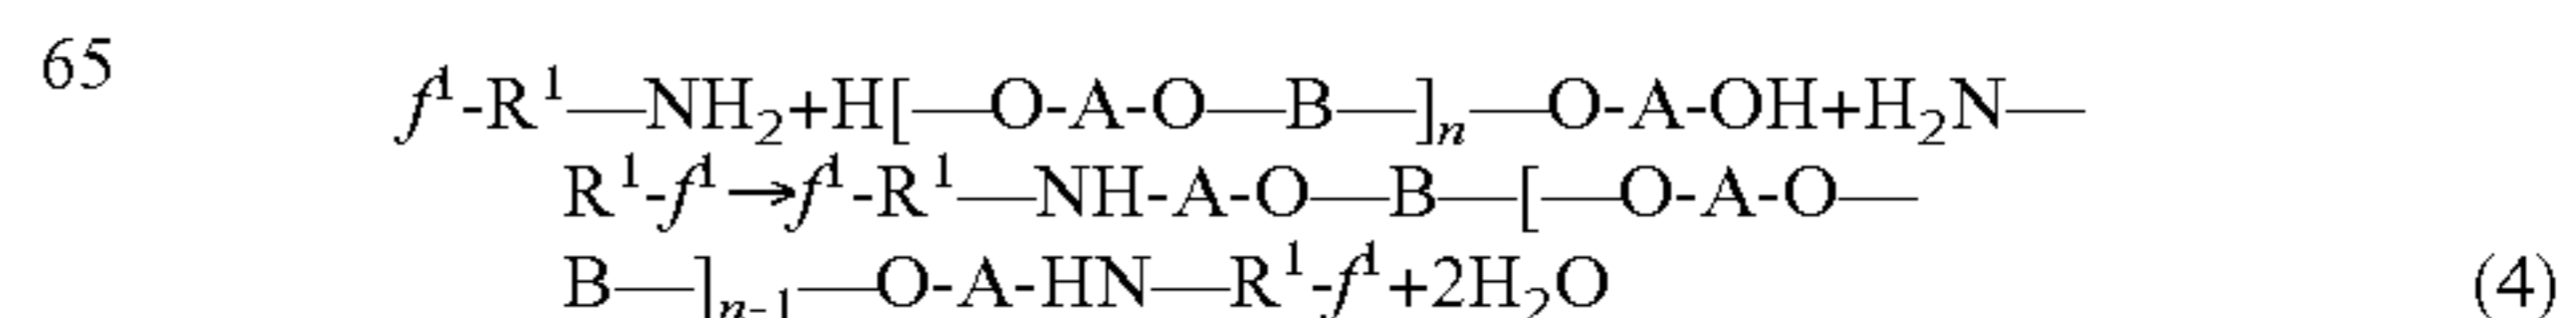 65
f¹-R¹—NH₂+H[—O-A-O—B—]ₙ—O-A-OH+H₂N—
R¹-f¹→f¹-R¹—NH-A-O—B—[—O-A-O—
B—]ₙ₋₁—O-A-HN—R¹-f¹+2H₂O (4)